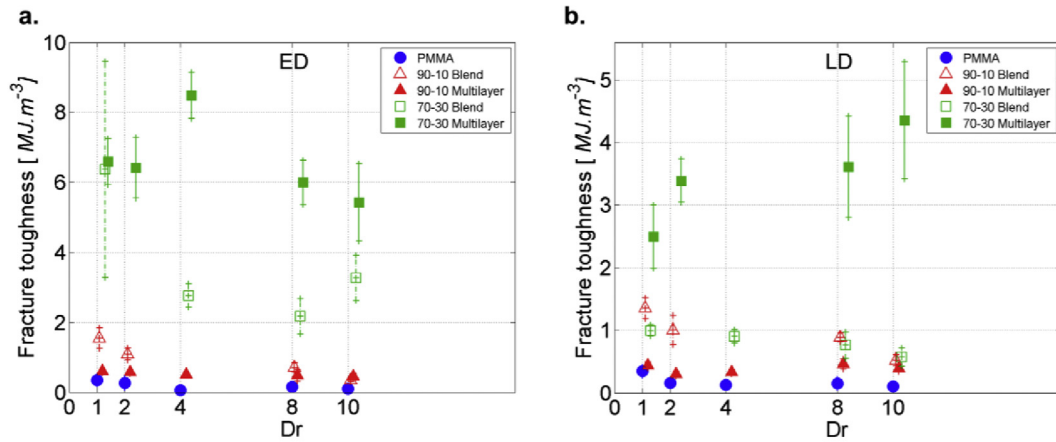 a.
10
8
6
4
2
0
Fracture toughness [ MJ.m⁻³]
ED
PMMA
90-10 Blend
90-10 Multilayer
70-30 Blend
70-30 Multilayer
0 1 2 4 8 10
Dr
b.
5
4
3
2
1
0
Fracture toughness [ MJ.m⁻³]
LD
PMMA
90-10 Blend
90-10 Multilayer
70-30 Blend
70-30 Multilayer
0 1 2 4 8 10
Dr